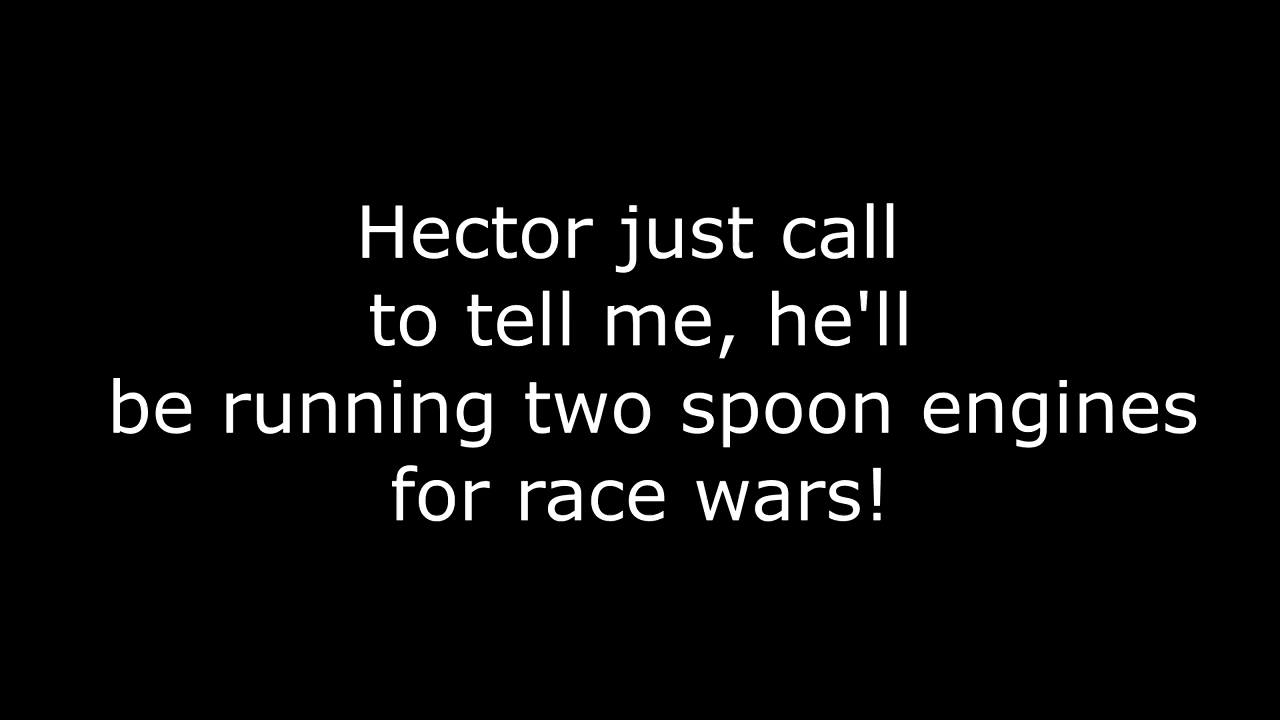 Hector just call
to tell me, he'll
be running two spoon engines
for race wars!